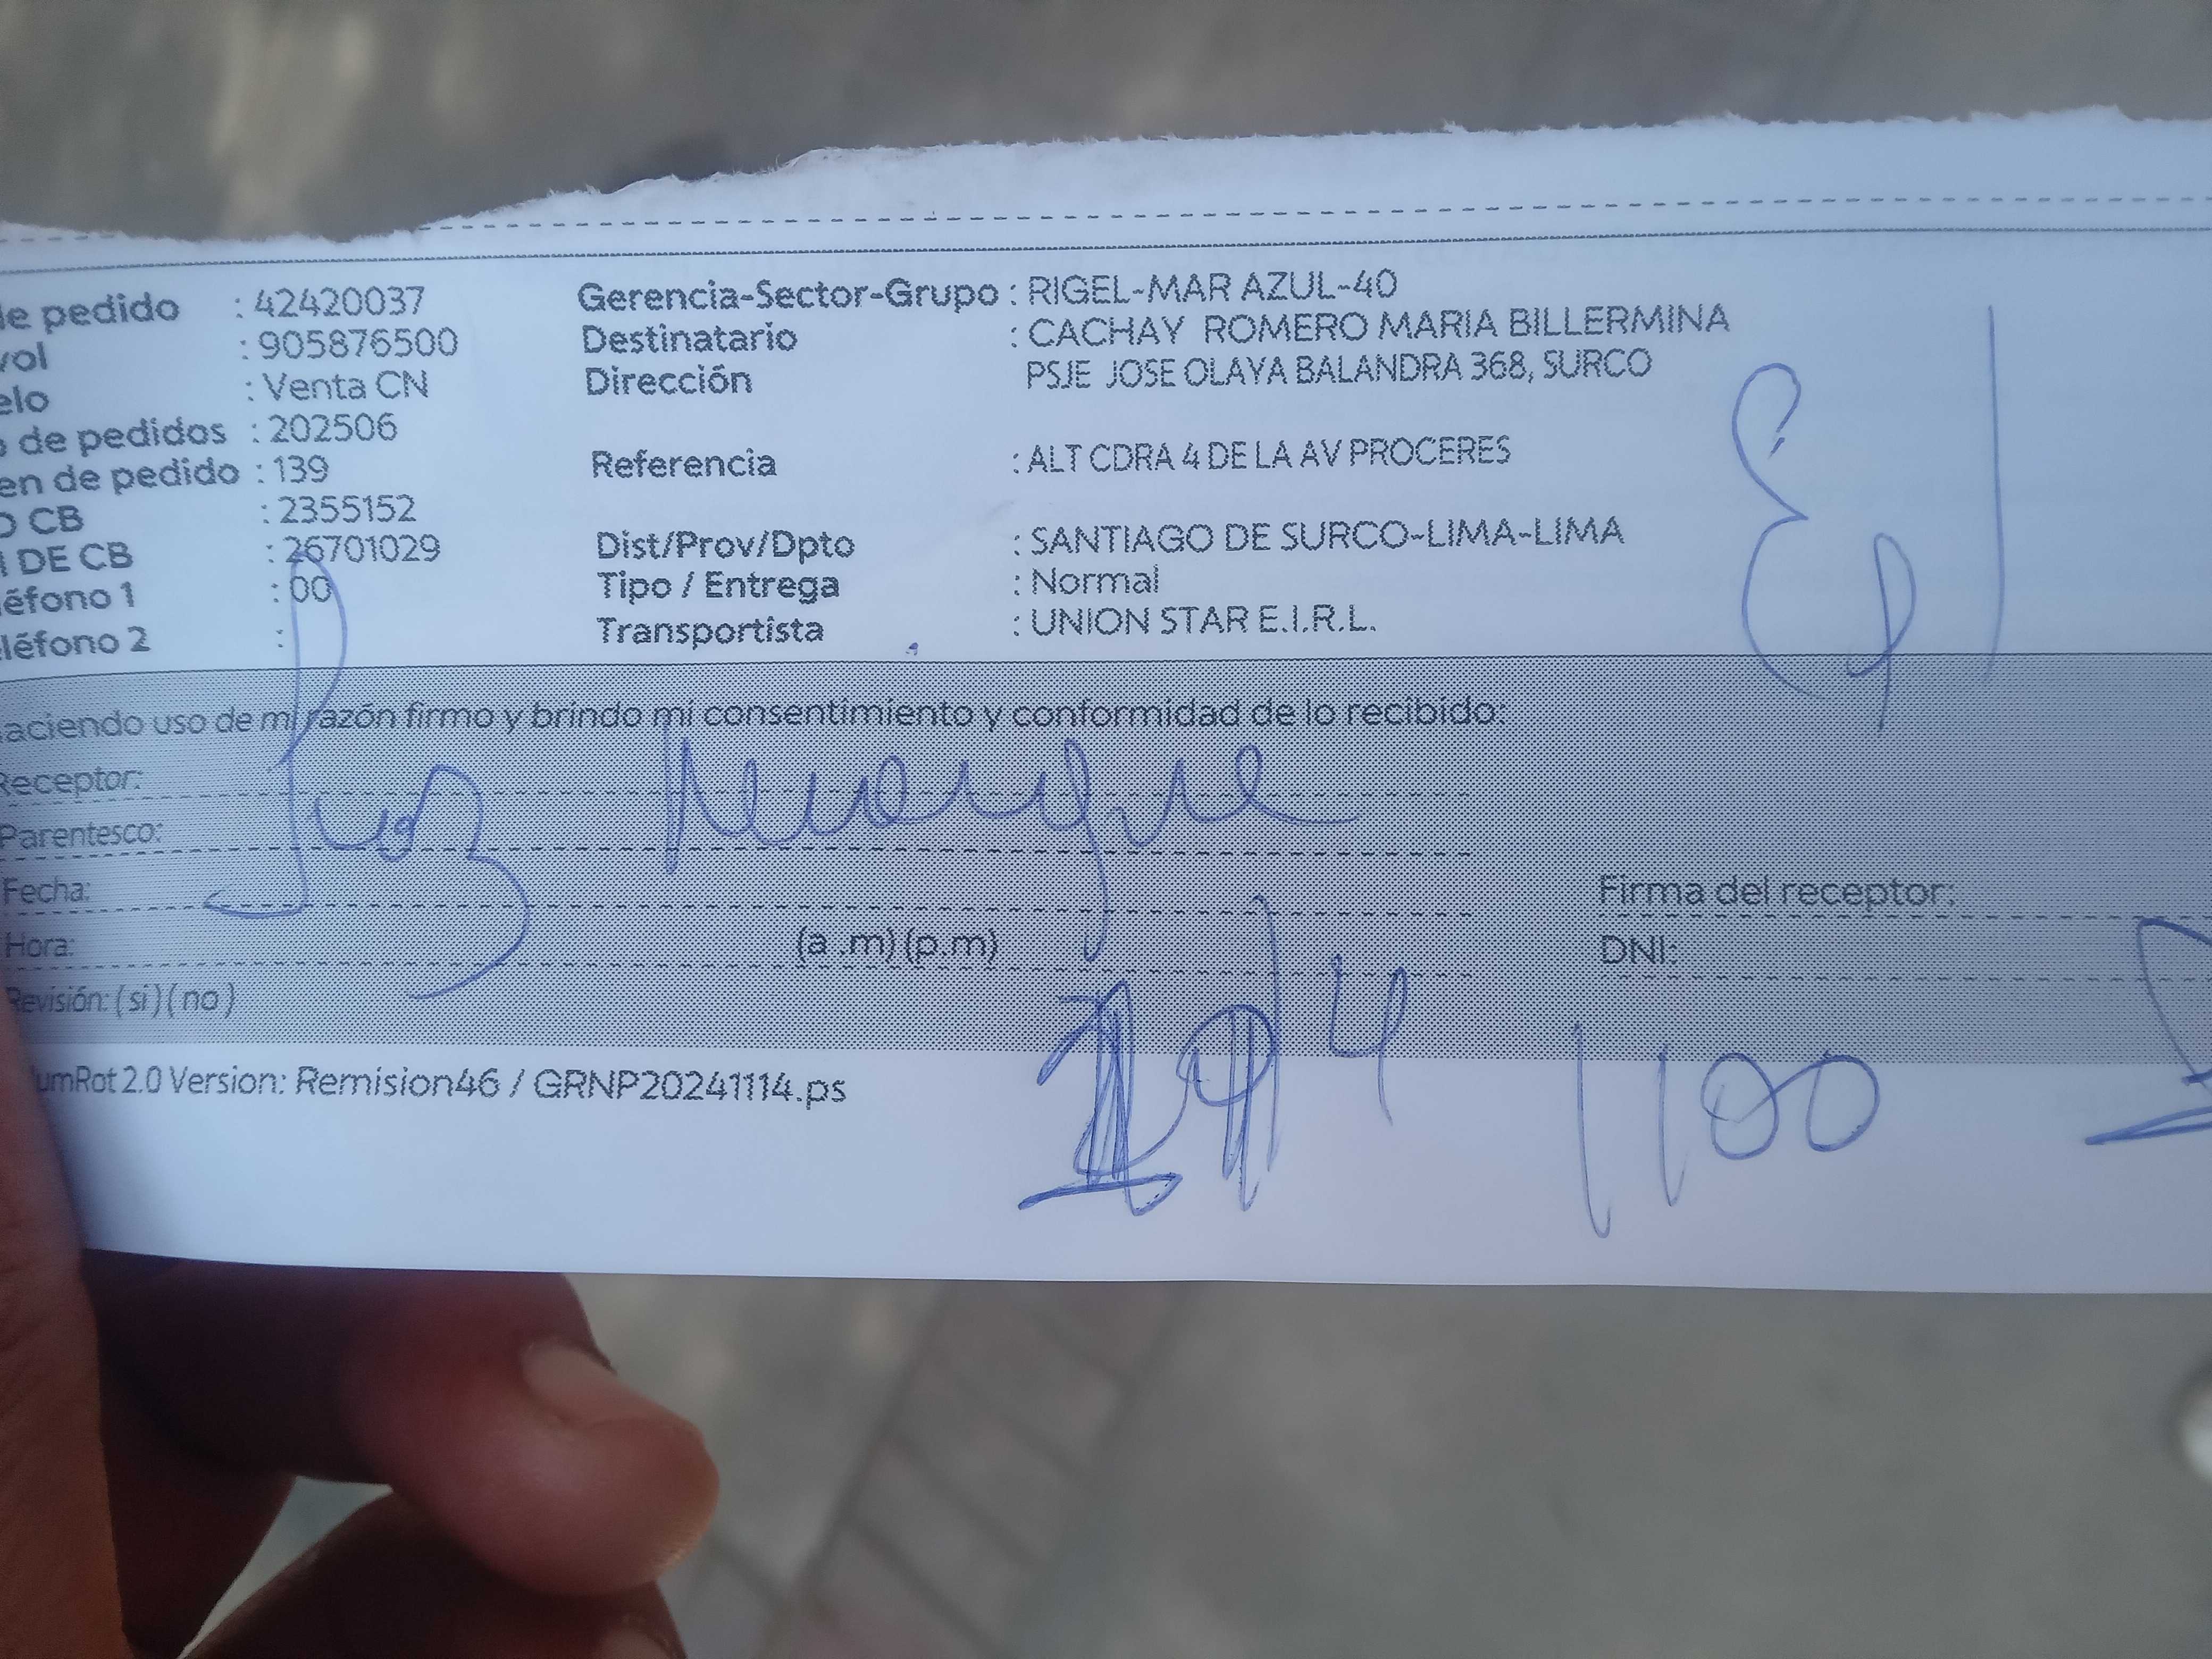 de pedido : 42420037
vol : 905876500
elo : Venta CN
o de pedidos : 202506
en de pedido : 139
O CB : 2355152
I DE CB : 26701029
léfono 1 : 00
léfono 2 :
Gerencia-Sector-Grupo : RIGEL-MAR AZUL-40
Destinatario : CACHAY ROMERO MARIA BILLERMINA
Dirección PSJE JOSE OLAYA BALANDRA 368, SURCO
Referencia : ALT CDRA 4 DE LA AV PROCERES
Dist/Prov/Dpto : SANTIAGO DE SURCO-LIMA-LIMA
Tipo / Entrega : Normal
Transportista : UNION STAR E.I.R.L.
aciendo uso de mi razón firmo y brindo mi consentimiento y conformidad de lo recibido:
Receptor:
Parentesco: Luz
Fecha:
Hora: (a .m) (p.m)
Revisión: ( si ) ( no )
Firma del receptor:
DNI:
umRot 2.0 Version: Remision46 / GRNP20241114.ps